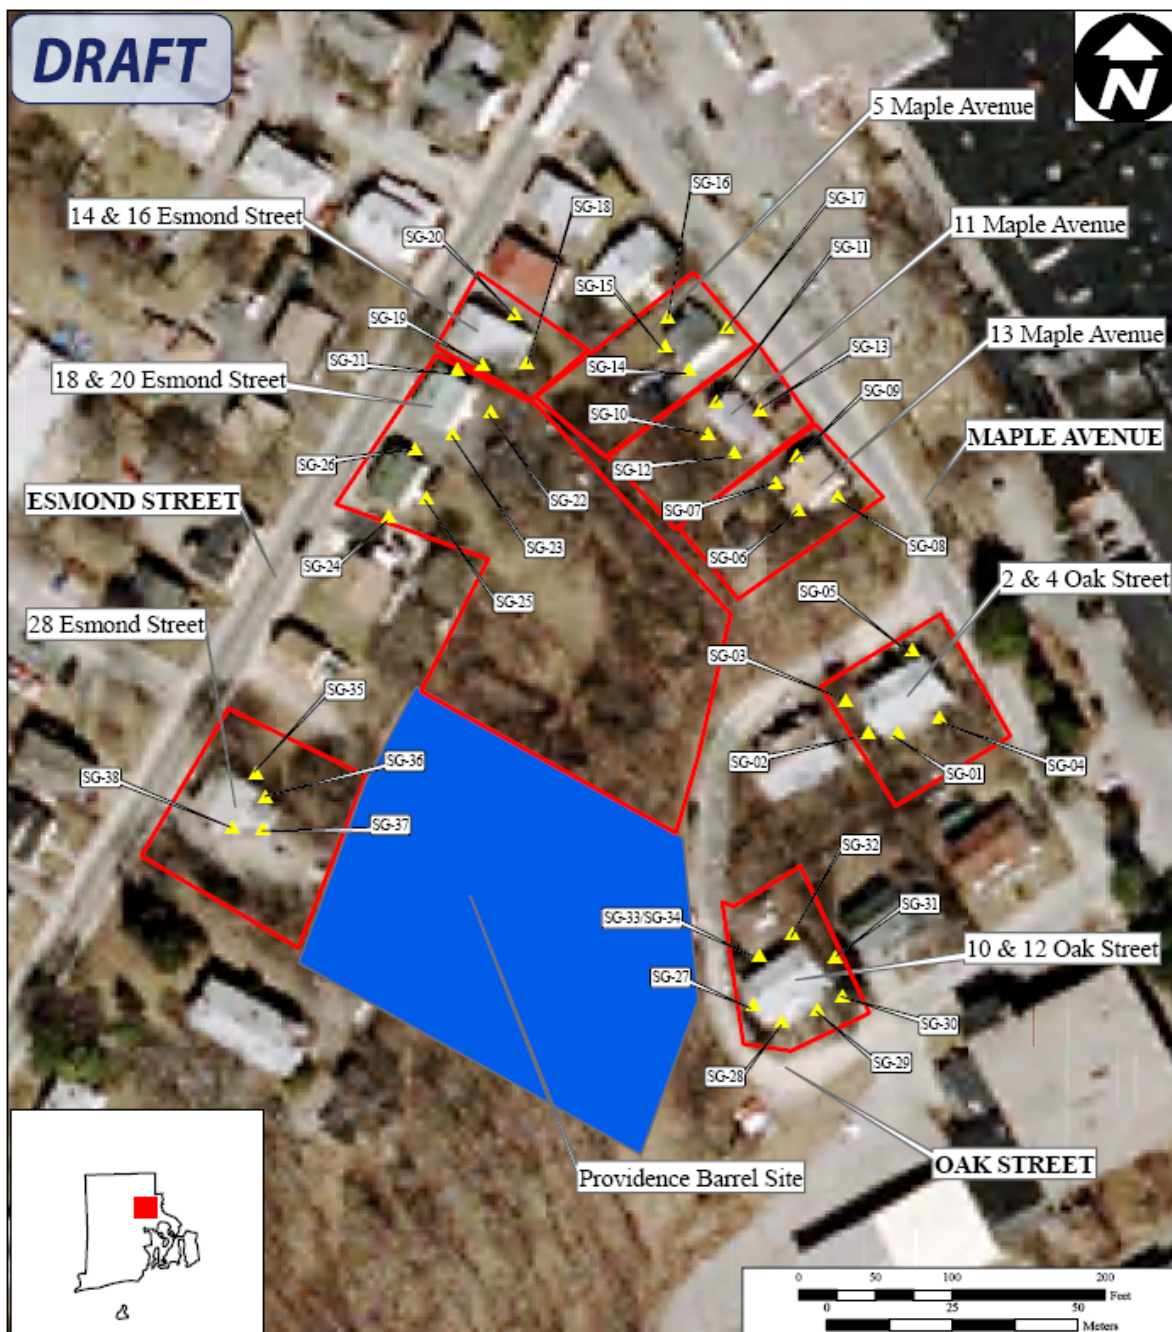 DRAFT
N
5 Maple Avenue
SG-16
SG-17
14 & 16 Esmond Street
SG-18
11 Maple Avenue
SG-20
SG-11
SG-15
SG-19
13 Maple Avenue
SG-13
SG-21
SG-14
18 & 20 Esmond Street
SG-09
SG-10
MAPLE AVENUE
SG-26
SG-12
ESMOND STREET
SG-22
SG-07
SG-23
SG-06
SG-08
SG-24
2 & 4 Oak Street
SG-05
SG-25
28 Esmond Street
SG-03
SG-35
SG-36
SG-02
SG-38
SG-01
SG-04
SG-37
SG-32
SG-31
SG-33/SG-34
10 & 12 Oak Street
SG-27
SG-30
SG-29
SG-28
OAK STREET
Providence Barrel Site
0 50 100 200
Feet
0 25 50
Meters